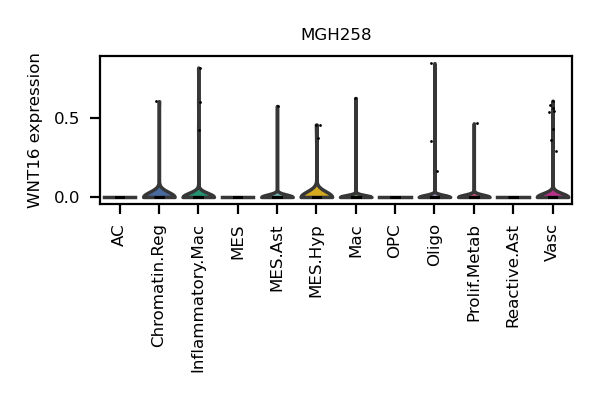 MGH258
WNT16 expression
0.5
0.0
AC
Chromatin.Reg
Inflammatory.Mac
MES
MES.Ast
MES.Hyp
Mac
OPC
Oligo
Prolif.Metab
Reactive.Ast
Vasc